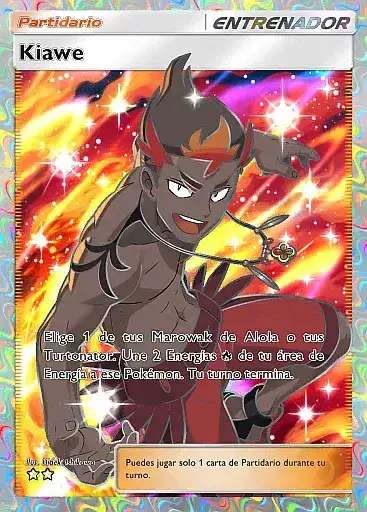 Partidario
ENTRENADOR
Kiawe
Elige 1 de tus Marowak de Alola o tus
Turtonator. Une 2 Energías de tu área de
Energía a ese Pokémon. Tu turno termina.
Puedes jugar solo 1 carta de Partidario durante tu
turno.